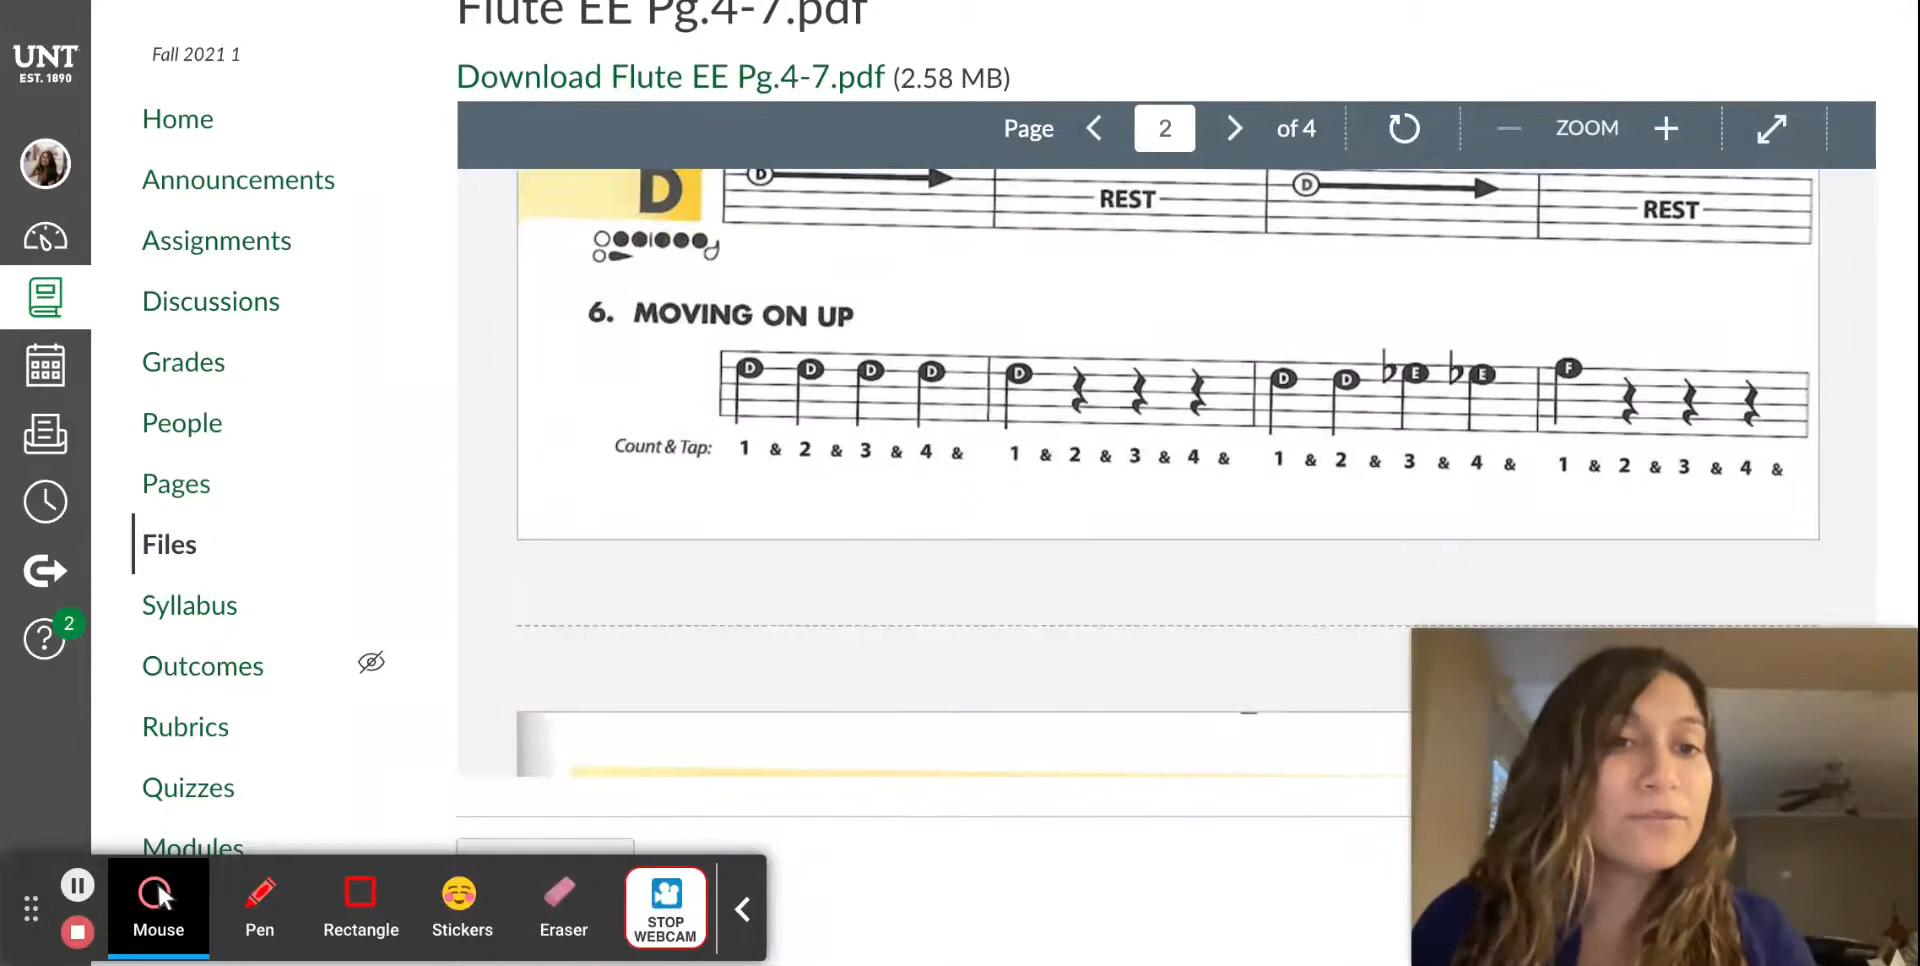 Flute EE Pg.4-7.pdf
UNT
EST. 1890
Fall 2021 1
Download Flute EE Pg.4-7.pdf (2.58 MB)
Home
Announcements
Assignments
Discussions
Grades
People
Pages
Files
Syllabus
2
Outcomes
Rubrics
Quizzes
Modules
Page 2 of 4 ZOOM
D D REST D REST
6. MOVING ON UP
D D D D D D D ♭E ♭E F
Count & Tap: 1 & 2 & 3 & 4 & 1 & 2 & 3 & 4 & 1 & 2 & 3 & 4 & 1 & 2 & 3 & 4 &
Mouse Pen Rectangle Stickers Eraser
STOP
WEBCAM